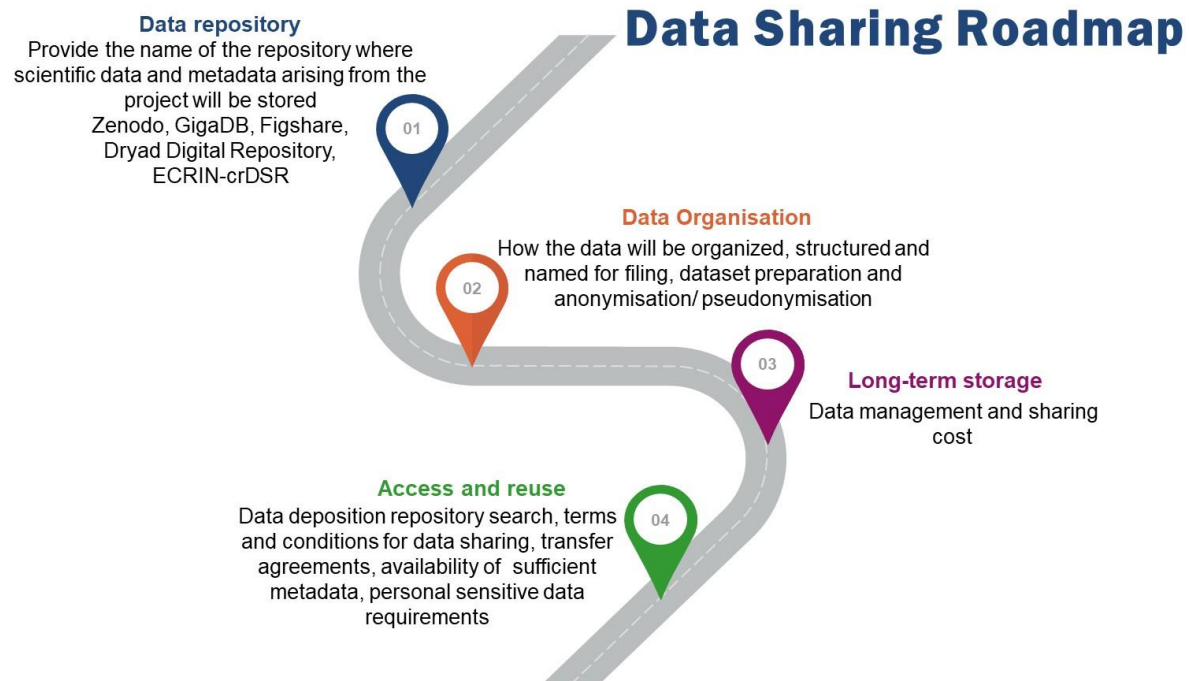 Data Sharing Roadmap
Data repository
Provide the name of the repository where
scientific data and metadata arising from the
project will be stored
Zenodo, GigaDB, Figshare,
Dryad Digital Repository,
ECRIN-crDSR
01
Data Organisation
How the data will be organized, structured and
named for filing, dataset preparation and
anonymisation/ pseudonymisation
02
03
Long-term storage
Data management and sharing
cost
Access and reuse
Data deposition repository search, terms
and conditions for data sharing, transfer
agreements, availability of sufficient
metadata, personal sensitive data
requirements
04